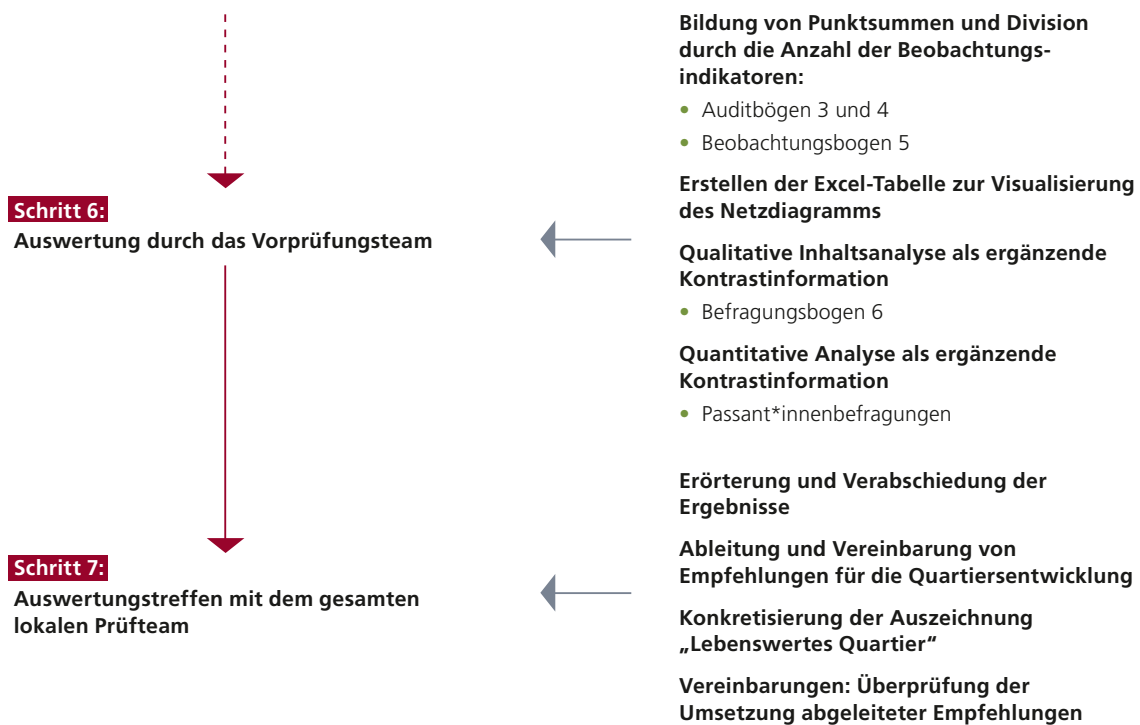 Bildung von Punktsummen und Division
durch die Anzahl der Beobachtungs-
indikatoren:
• Auditbögen 3 und 4
• Beobachtungsbogen 5
Erstellen der Excel-Tabelle zur Visualisierung
des Netzdiagramms
Schritt 6:
Auswertung durch das Vorprüfungsteam
Qualitative Inhaltsanalyse als ergänzende
Kontrastinformation
• Befragungsbogen 6
Quantitative Analyse als ergänzende
Kontrastinformation
• Passant*innenbefragungen
Erörterung und Verabschiedung der
Ergebnisse
Schritt 7:
Auswertungstreffen mit dem gesamten
lokalen Prüfteam
Ableitung und Vereinbarung von
Empfehlungen für die Quartiersentwicklung
Konkretisierung der Auszeichnung
„Lebenswertes Quartier“
Vereinbarungen: Überprüfung der
Umsetzung abgeleiteter Empfehlungen